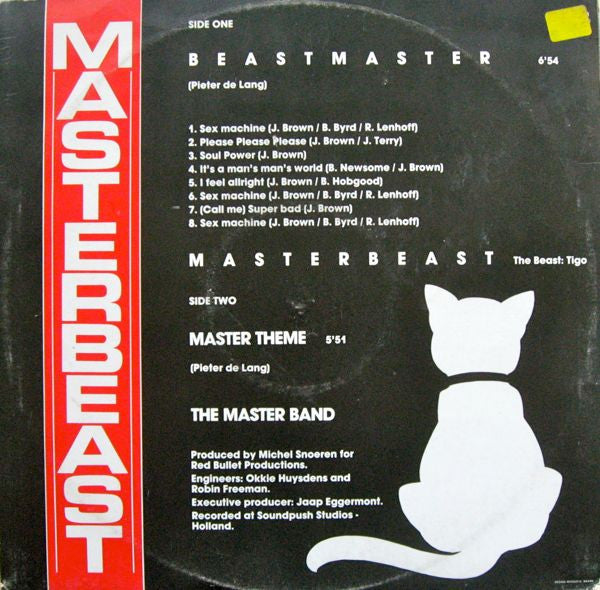 MASTERBEAST
SIDE ONE
BEASTMASTER 6'54
(Pieter de Lang)
1. Sex machine (J. Brown / B. Byrd / R. Lenhoff)
2. Please Please Please (J. Brown / J. Terry)
3. Soul Power (J. Brown)
4. It's a man's man's world (B. Newsome / J. Brown)
5. I feel allright (J. Brown / B. Hobgood)
6. Sex machine (J. Brown / B. Byrd / R. Lenhoff)
7. (Call me) Super bad (J. Brown)
8. Sex machine (J. Brown / B. Byrd / R. Lenhoff)
MASTERBEAST The Beast: Tigo
SIDE TWO
MASTER THEME 5'51
(Pieter de Lang)
THE MASTER BAND
Produced by Michel Snoeren for
Red Bullet Productions.
Engineers: Okkie Huysdens and
Robin Freeman.
Executive producer: Jaap Eggermont.
Recorded at Soundpush Studios -
Holland.